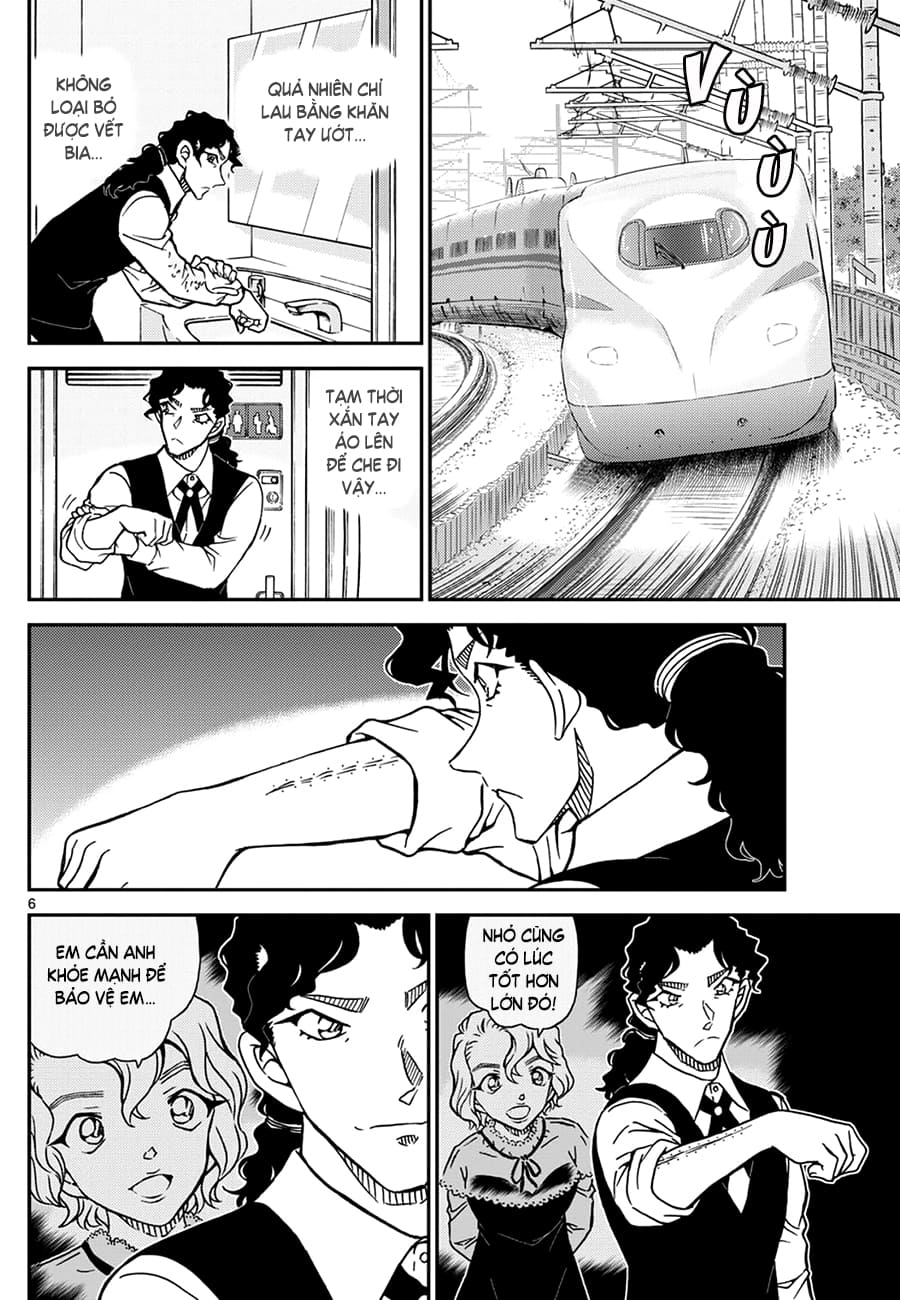 VÙ Ù Ù Ù
QUẢ NHIÊN CHỈ
LAU BẰNG KHĂN
TAY ƯỚT...
KHÔNG
LOẠI BỎ
ĐƯỢC VẾT
BIA...
TẠM THỜI
XẮN TAY
ÁO LÊN
ĐỂ CHE ĐI
VẬY...
6
NHỎ CŨNG
CÓ LÚC
TỐT HƠN
LỚN ĐÓ!
EM CẦN ANH
KHỎE MẠNH ĐỂ
BẢO VỆ EM...